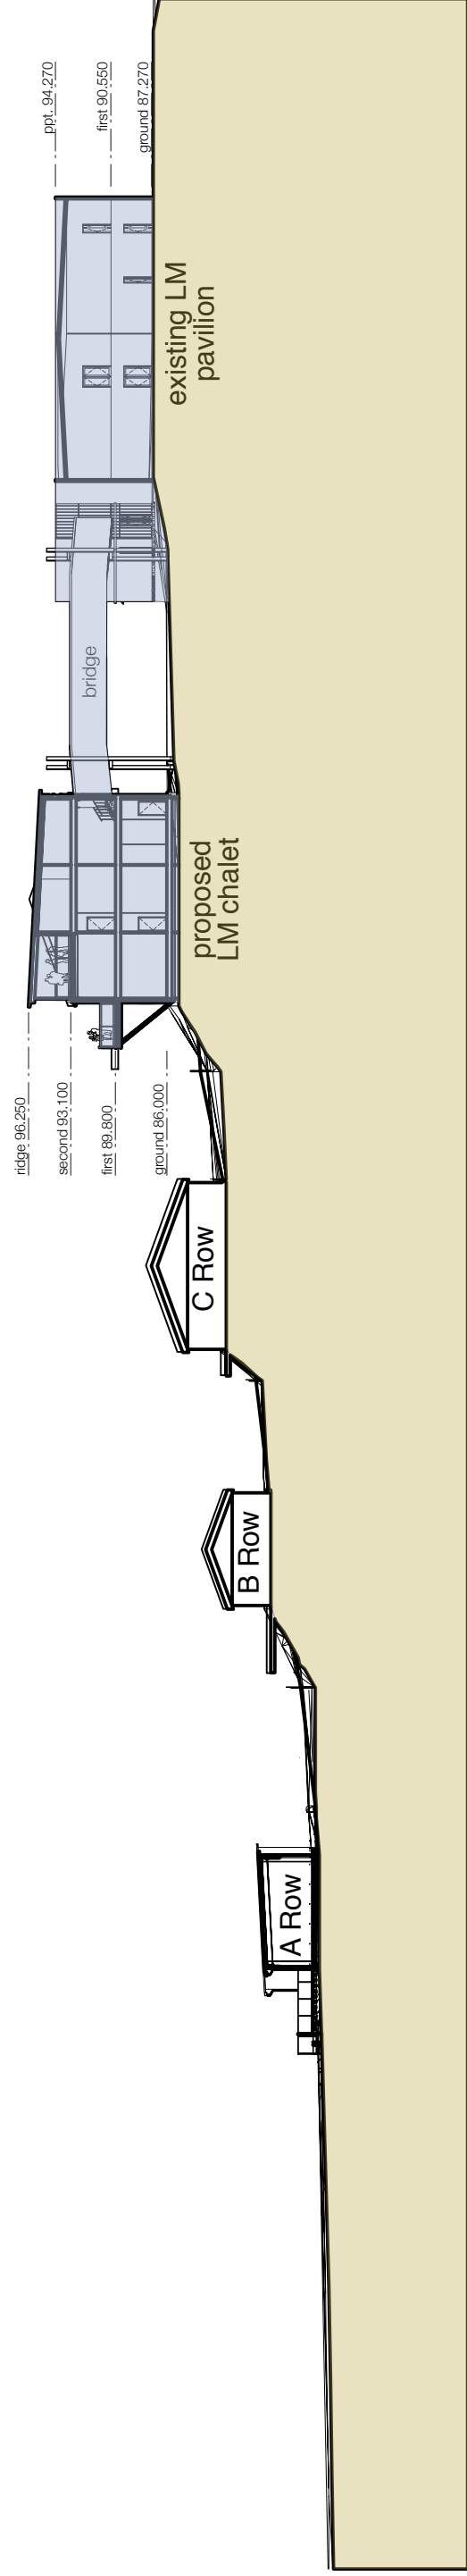 ppt. 94.270
first 90.550
ground 87.270
existing LM
pavilion
bridge
proposed
LM chalet
ridge 96.250
second 93.100
first 89.800
ground 86.000
C Row
B Row
A Row